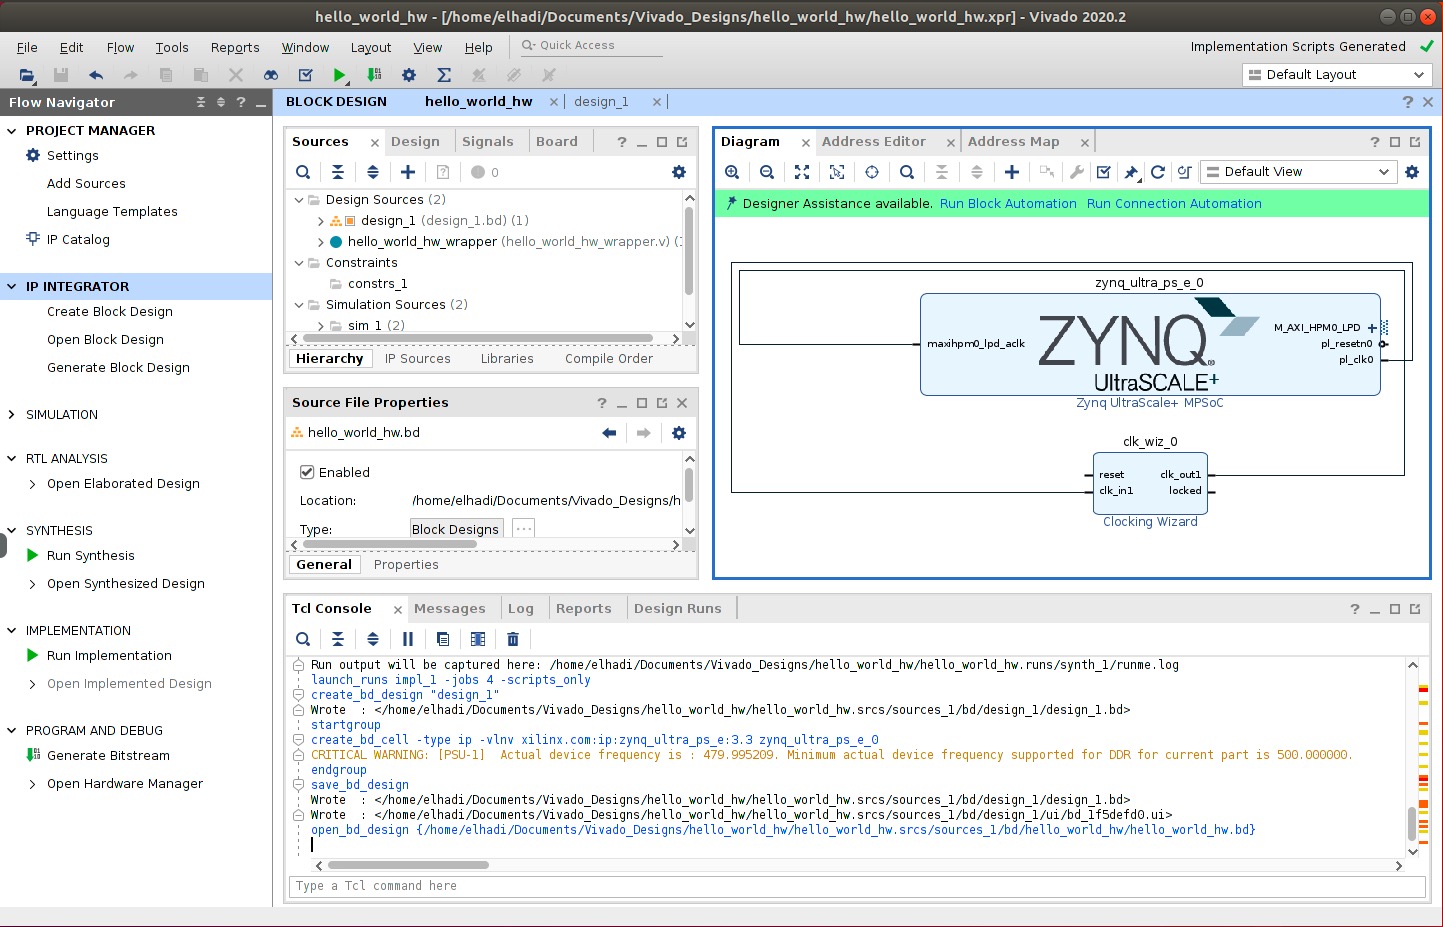 hello_world_hw - [/home/elhadi/Documents/Vivado_Designs/hello_world_hw/hello_world_hw.xpr] - Vivado 2020.2
File Edit Flow Tools Reports Window Layout View Help Quick Access
Implementation Scripts Generated
Default Layout
Flow Navigator
PROJECT MANAGER
Settings
Add Sources
Language Templates
IP Catalog
IP INTEGRATOR
Create Block Design
Open Block Design
Generate Block Design
SIMULATION
RTL ANALYSIS
Open Elaborated Design
SYNTHESIS
Run Synthesis
Open Synthesized Design
IMPLEMENTATION
Run Implementation
Open Implemented Design
PROGRAM AND DEBUG
Generate Bitstream
Open Hardware Manager
BLOCK DESIGN hello_world_hw design_1
Sources Design Signals Board
0
Design Sources (2)
design_1 (design_1.bd) (1)
hello_world_hw_wrapper (hello_world_hw_wrapper.v) (
Constraints
constrs_1
Simulation Sources (2)
sim_1 (2)
Hierarchy IP Sources Libraries Compile Order
Source File Properties
hello_world_hw.bd
Enabled
Location: /home/elhadi/Documents/Vivado_Designs/h
Type: Block Designs ...
General Properties
Diagram Address Editor Address Map
Default View
Designer Assistance available. Run Block Automation Run Connection Automation
zynq_ultra_ps_e_0
maxihpm0_lpd_aclk
ZYNQ
UltraSCALE+
M_AXI_HPM0_LPD
pl_resetn0
pl_clk0
Zynq UltraScale+ MPSoC
clk_wiz_0
reset clk_out1
clk_in1 locked
Clocking Wizard
Tcl Console Messages Log Reports Design Runs
Run output will be captured here: /home/elhadi/Documents/Vivado_Designs/hello_world_hw/hello_world_hw.runs/synth_1/runme.log
launch_runs impl_1 -jobs 4 -scripts_only
create_bd_design "design_1"
Wrote : </home/elhadi/Documents/Vivado_Designs/hello_world_hw/hello_world_hw.srcs/sources_1/bd/design_1/design_1.bd>
startgroup
create_bd_cell -type ip -vlnv xilinx.com:ip:zynq_ultra_ps_e:3.3 zynq_ultra_ps_e_0
CRITICAL WARNING: [PSU-1] Actual device frequency is : 479.995209. Minimum actual device frequency supported for DDR for current part is 500.000000.
endgroup
save_bd_design
Wrote : </home/elhadi/Documents/Vivado_Designs/hello_world_hw/hello_world_hw.srcs/sources_1/bd/design_1/design_1.bd>
Wrote : </home/elhadi/Documents/Vivado_Designs/hello_world_hw/hello_world_hw.srcs/sources_1/bd/design_1/ui/bd_1f5defd0.ui>
open_bd_design {/home/elhadi/Documents/Vivado_Designs/hello_world_hw/hello_world_hw.srcs/sources_1/bd/hello_world_hw/hello_world_hw.bd}
Type a Tcl command here